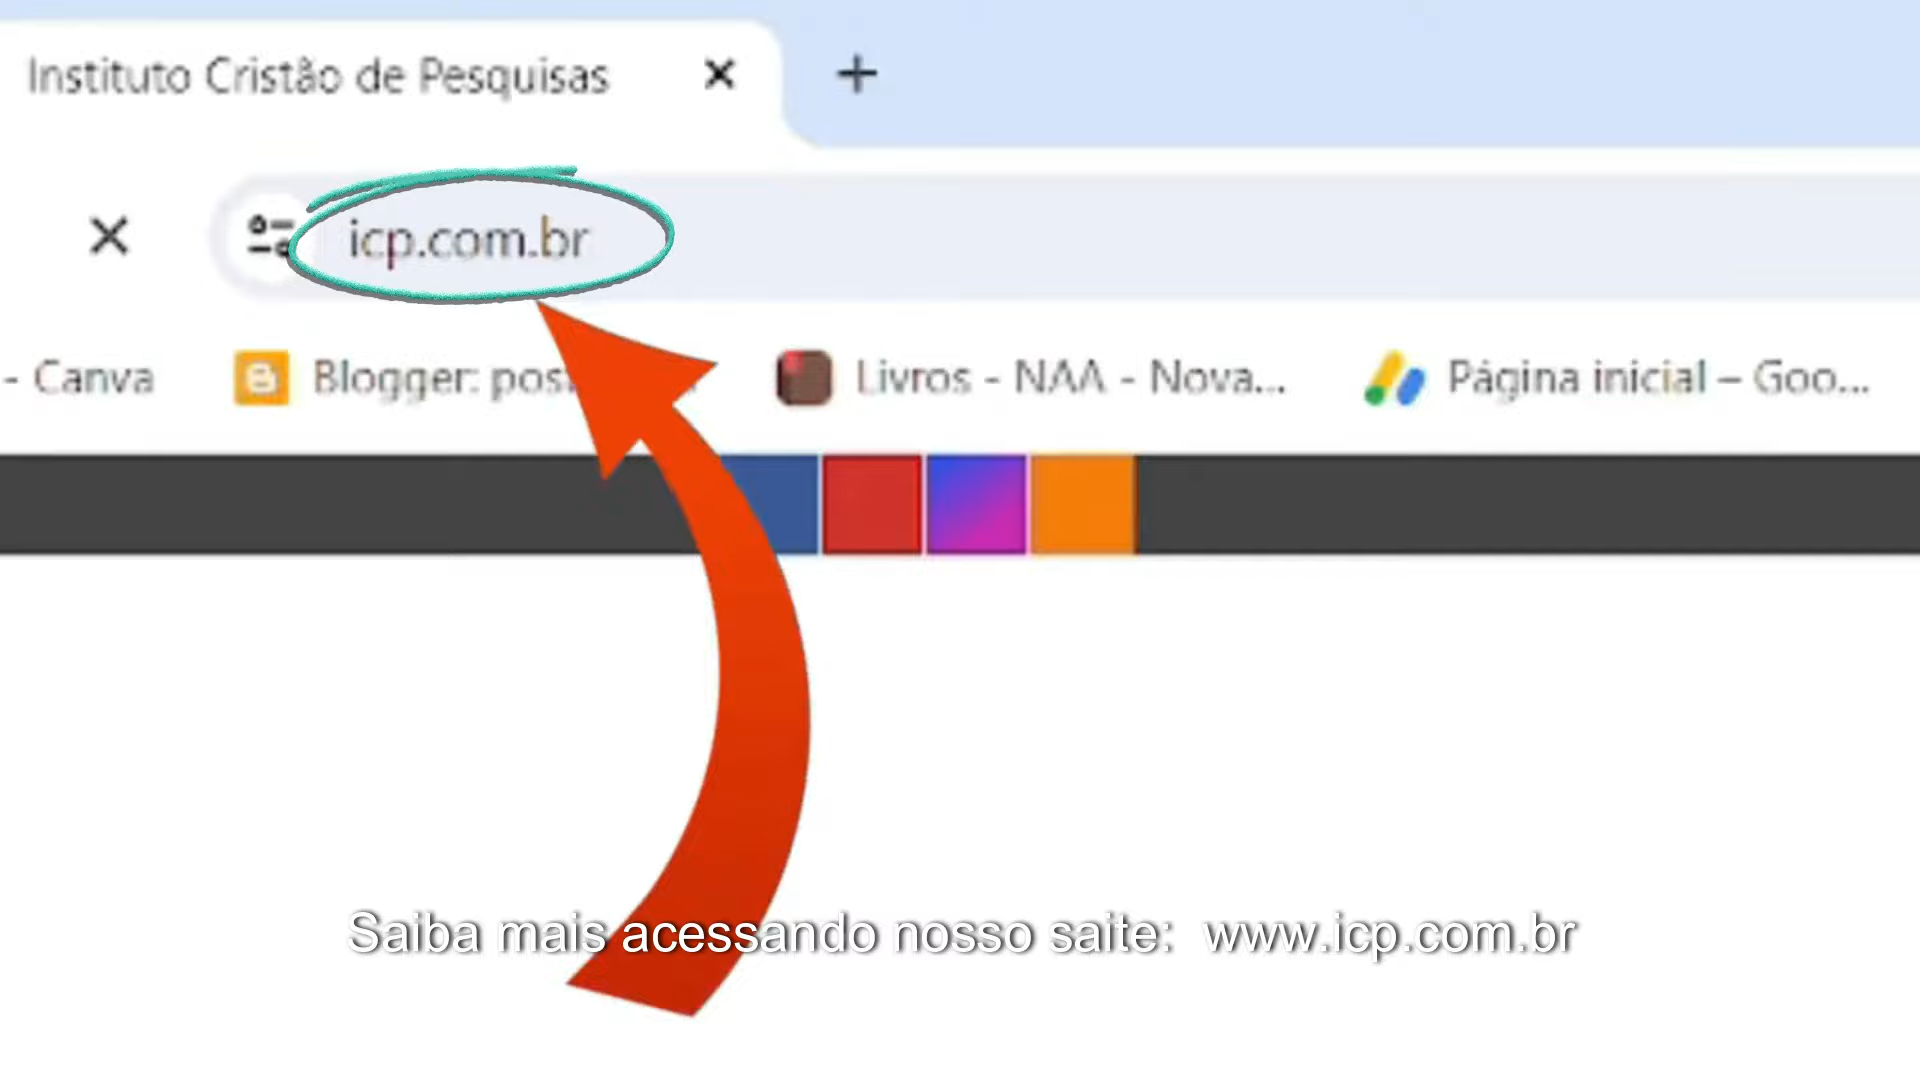 Instituto Cristão de Pesquisas
icp.com.br
- Canva
Blogger: pos
Livros - NAA - Nova...
Página inicial – Goo...
Saiba mais acessando nosso saite: www.icp.com.br